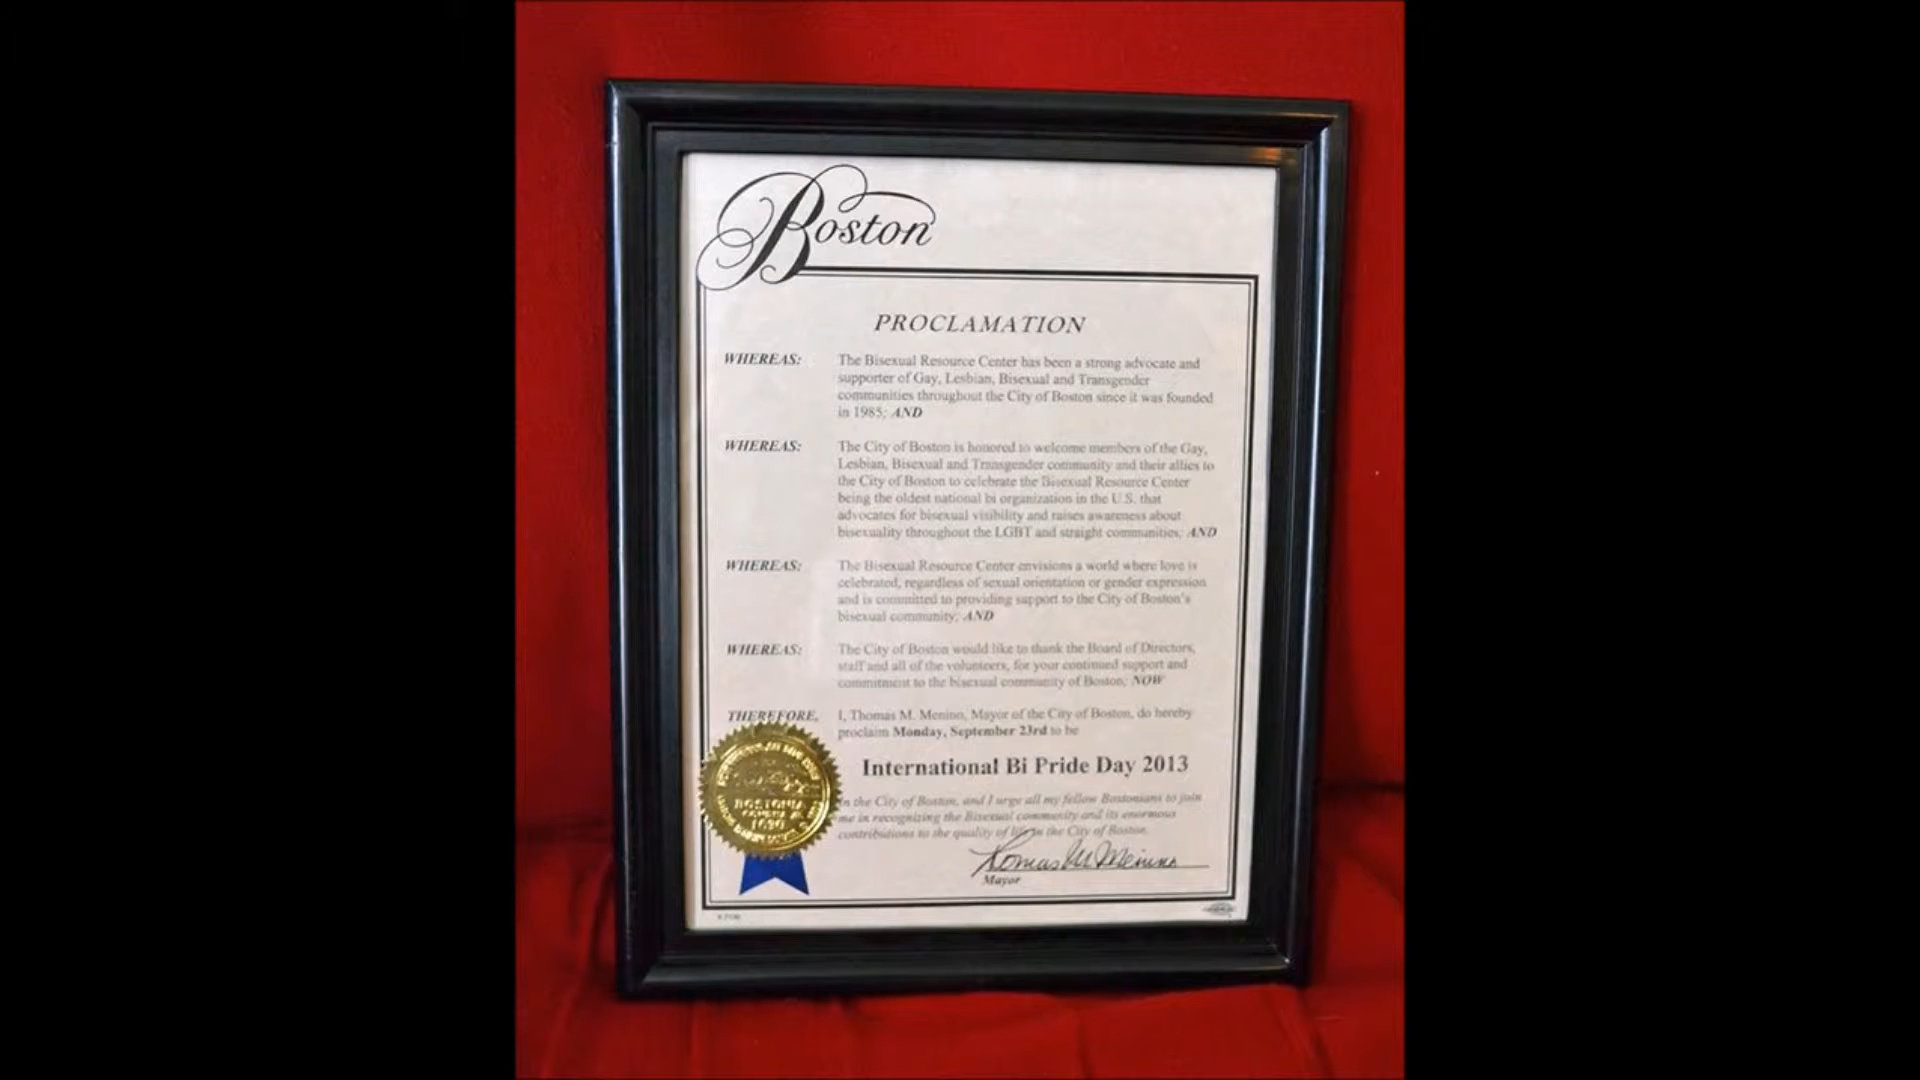 Boston
PROCLAMATION
WHEREAS: The Bisexual Resource Center has been a strong advocate and
supporter of Gay, Lesbian, Bisexual and Transgender
communities throughout the City of Boston since it was founded
in 1985; AND
WHEREAS: The City of Boston is honored to welcome members of the Gay,
Lesbian, Bisexual and Transgender community and their allies to
the City of Boston to celebrate the Bisexual Resource Center
being the oldest national bi organization in the U.S. that
advocates for bisexual visibility and raises awareness about
bisexuality throughout the LGBT and straight communities; AND
WHEREAS: The Bisexual Resource Center envisions a world where love is
celebrated, regardless of sexual orientation or gender expression
and is committed to providing support to the City of Boston's
bisexual community; AND
WHEREAS: The City of Boston would like to thank the Board of Directors,
staff and all of the volunteers, for your continued support and
commitment to the bisexual community of Boston; NOW
THEREFORE, I, Thomas M. Menino, Mayor of the City of Boston, do hereby
proclaim Monday, September 23rd to be
International Bi Pride Day 2013
in the City of Boston, and I urge all my fellow Bostonians to join
me in recognizing the Bisexual community and its enormous
contributions to the quality of life in the City of Boston.
Thomas M Menino
Mayor
BOSTONIA
1630